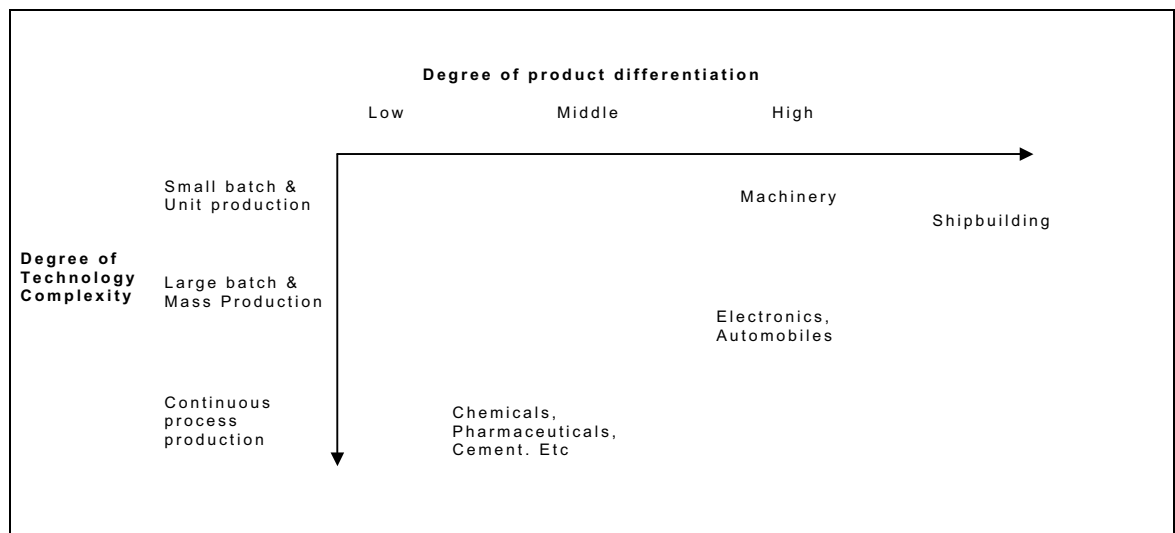 Degree of product differentiation
Low Middle High
Small batch &
Unit production
Machinery
Shipbuilding
Degree of
Technology
Complexity
Large batch &
Mass Production
Electronics,
Automobiles
Continuous
process
production
Chemicals,
Pharmaceuticals,
Cement. Etc